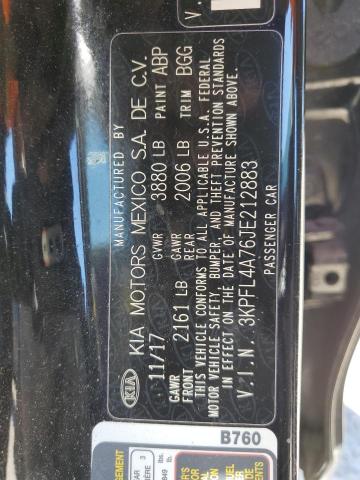 MANUFACTURED BY
KIA KIA MOTORS MEXICO S.A. DE C.V.
11/17 GVWR 3880 LB PAINT ABP
GAWR 2161 LB GAWR REAR 2006 LB TRIM BGG
THIS VEHICLE CONFORMS TO ALL APPLICABLE U.S.A. FEDERAL
MOTOR VEHICLE SAFETY, BUMPER, AND THEFT PREVENTION STANDARDS
IN EFFECT ON THE DATE OF MANUFACTURE SHOWN ABOVE.
V.I.N. 3KPFL4A76JE212883
PASSENGER CAR
B760
V.